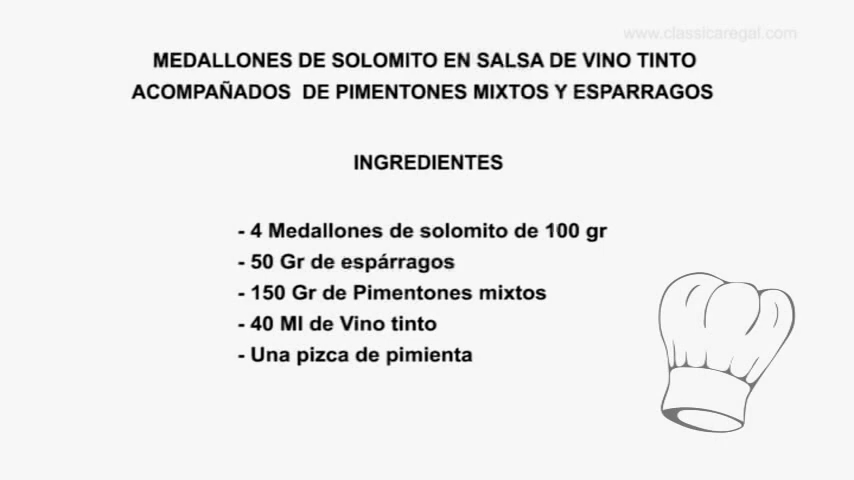 www.classicaregal.com
MEDALLONES DE SOLOMITO EN SALSA DE VINO TINTO
ACOMPAÑADOS DE PIMENTONES MIXTOS Y ESPARRAGOS
INGREDIENTES
- 4 Medallones de solomito de 100 gr
- 50 Gr de espárragos
- 150 Gr de Pimentones mixtos
- 40 Ml de Vino tinto
- Una pizca de pimienta